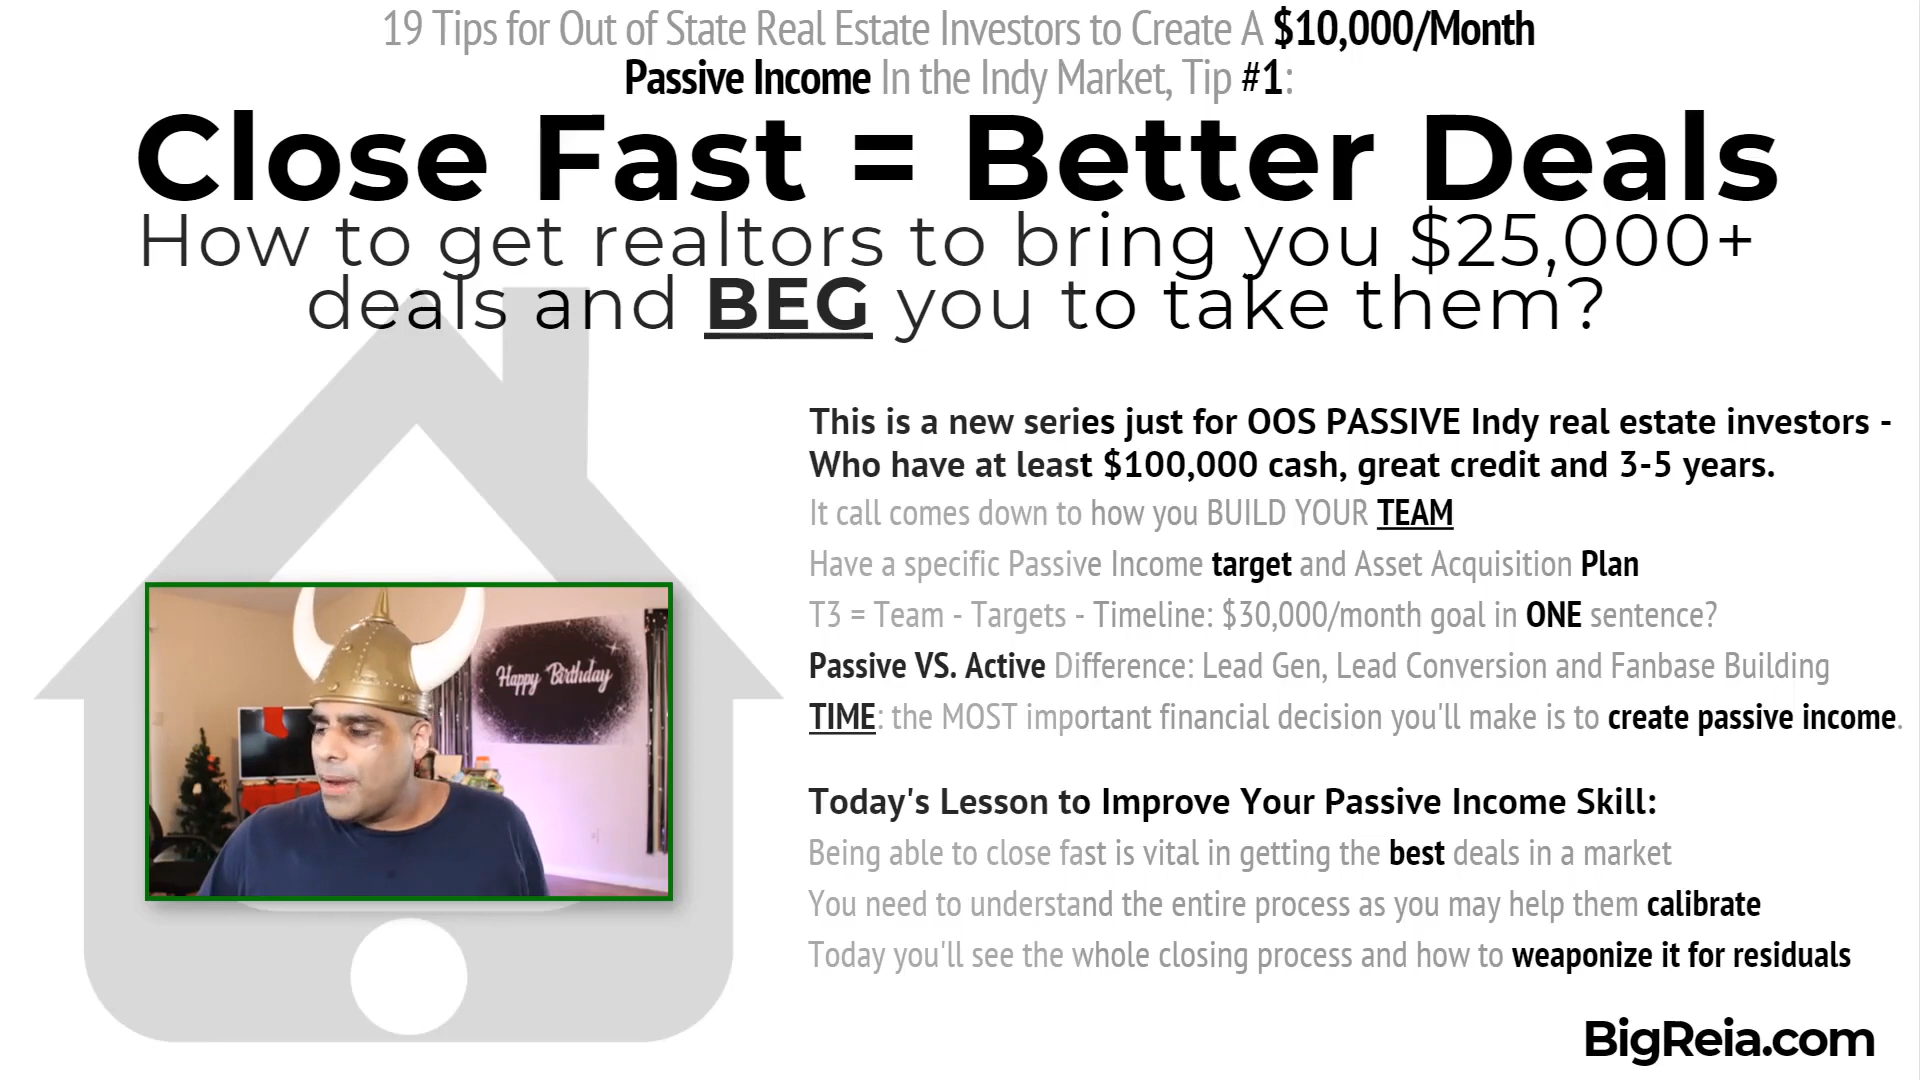 19 Tips for Out of State Real Estate Investors to Create A $10,000/Month
Passive Income In the Indy Market, Tip #1:
Close Fast = Better Deals
How to get realtors to bring you $25,000+
deals and BEG you to take them?
This is a new series just for OOS PASSIVE Indy real estate investors -
Who have at least $100,000 cash, great credit and 3-5 years.
It call comes down to how you BUILD YOUR TEAM
Have a specific Passive Income target and Asset Acquisition Plan
T3 = Team - Targets - Timeline: $30,000/month goal in ONE sentence?
Passive VS. Active Difference: Lead Gen, Lead Conversion and Fanbase Building
TIME: the MOST important financial decision you'll make is to create passive income.
Happy Birthday
Today's Lesson to Improve Your Passive Income Skill:
Being able to close fast is vital in getting the best deals in a market
You need to understand the entire process as you may help them calibrate
Today you'll see the whole closing process and how to weaponize it for residuals
BigReia.com